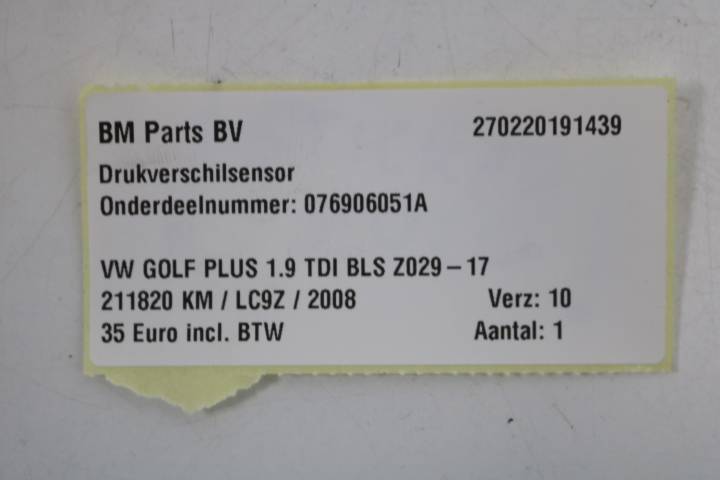 BM Parts BV 270220191439
Drukverschilsensor
Onderdeelnummer: 076906051A
VW GOLF PLUS 1.9 TDI BLS Z029-17
211820 KM / LC9Z / 2008 Verz: 10
35 Euro incl. BTW Aantal: 1